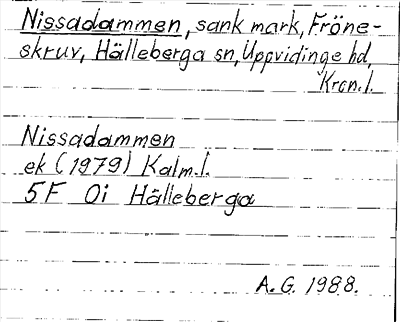 Nissadammen, sank mark, Fröne-
skruv, Hälleberga sn, Uppvidinge hd,
Kron.l.
Nissadammen
ek (1979) Kalm.l.
5F 0i Hälleberga
A.G. 1988.